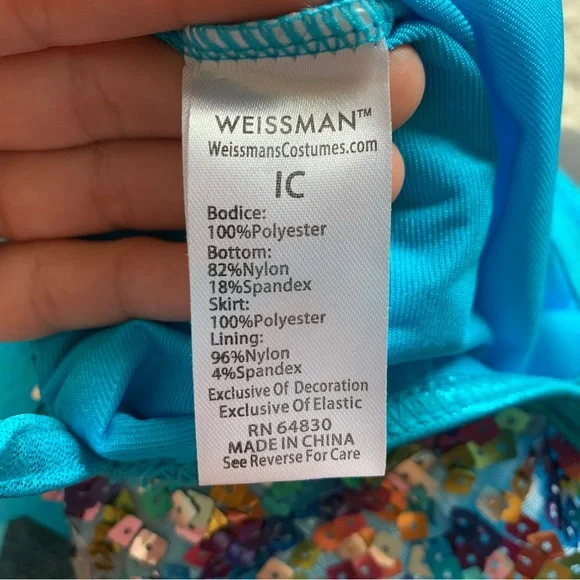 WEISSMAN™
WeissmansCostumes.com
IC
Bodice:
100%Polyester
Bottom:
82%Nylon
18%Spandex
Skirt:
100%Polyester
Lining:
96%Nylon
4%Spandex
Exclusive Of Decoration
Exclusive Of Elastic
RN 64830
MADE IN CHINA
See Reverse For Care